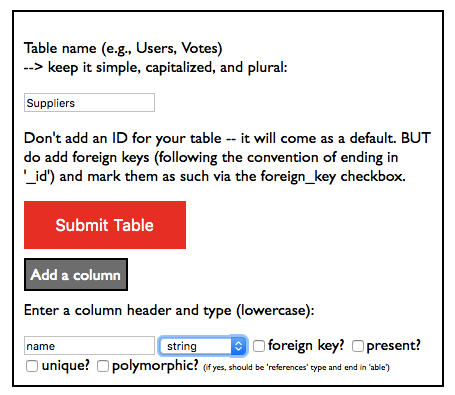 Table name (e.g., Users, Votes)
--> keep it simple, capitalized, and plural:
Suppliers
Don't add an ID for your table -- it will come as a default. BUT
do add foreign keys (following the convention of ending in
'_id') and mark them as such via the foreign_key checkbox.
Submit Table
Add a column
Enter a column header and type (lowercase):
name string foreign key? present?
unique? polymorphic? (if yes, should be 'references' type and end in 'able')